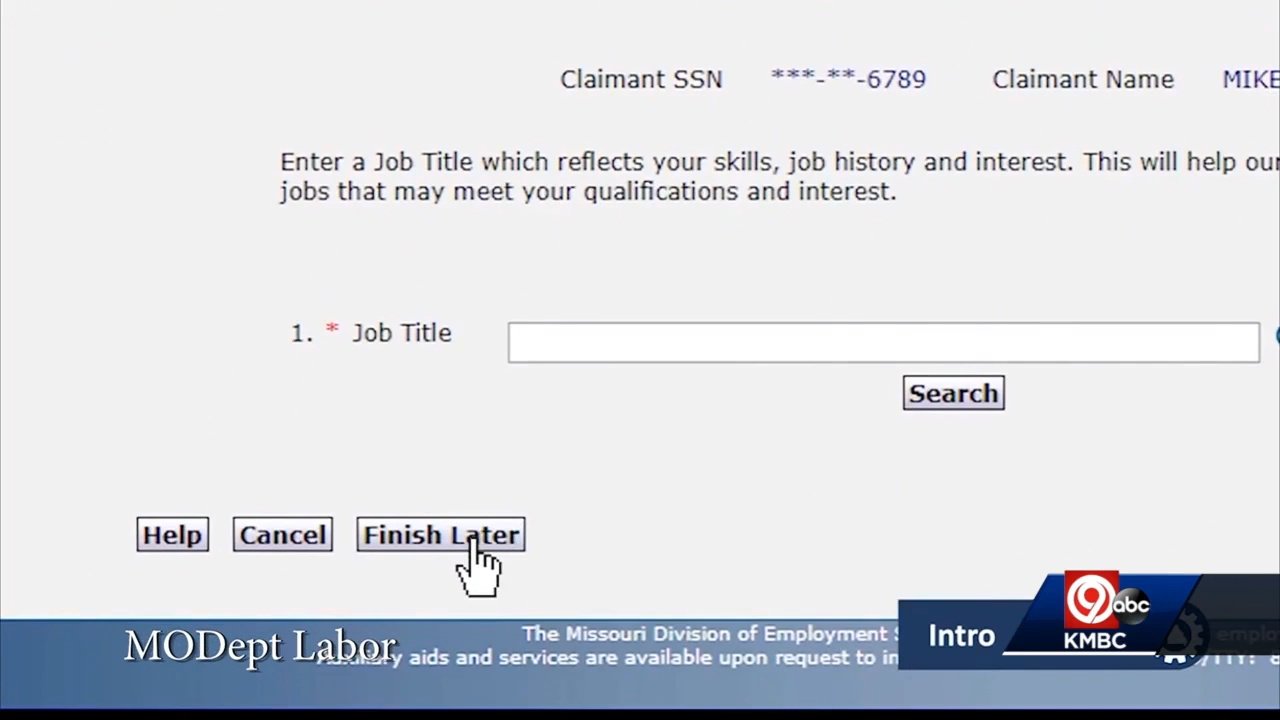 Claimant SSN ***-**-6789 Claimant Name MIKE
Enter a Job Title which reflects your skills, job history and interest. This will help
jobs that may meet your qualifications and interest.
1. * Job Title
Search
Help Cancel Finish Later
The Missouri Division of Employment
aids and services are available upon request to
/TTY:
MODept Labor
Intro
9 abc
KMBC